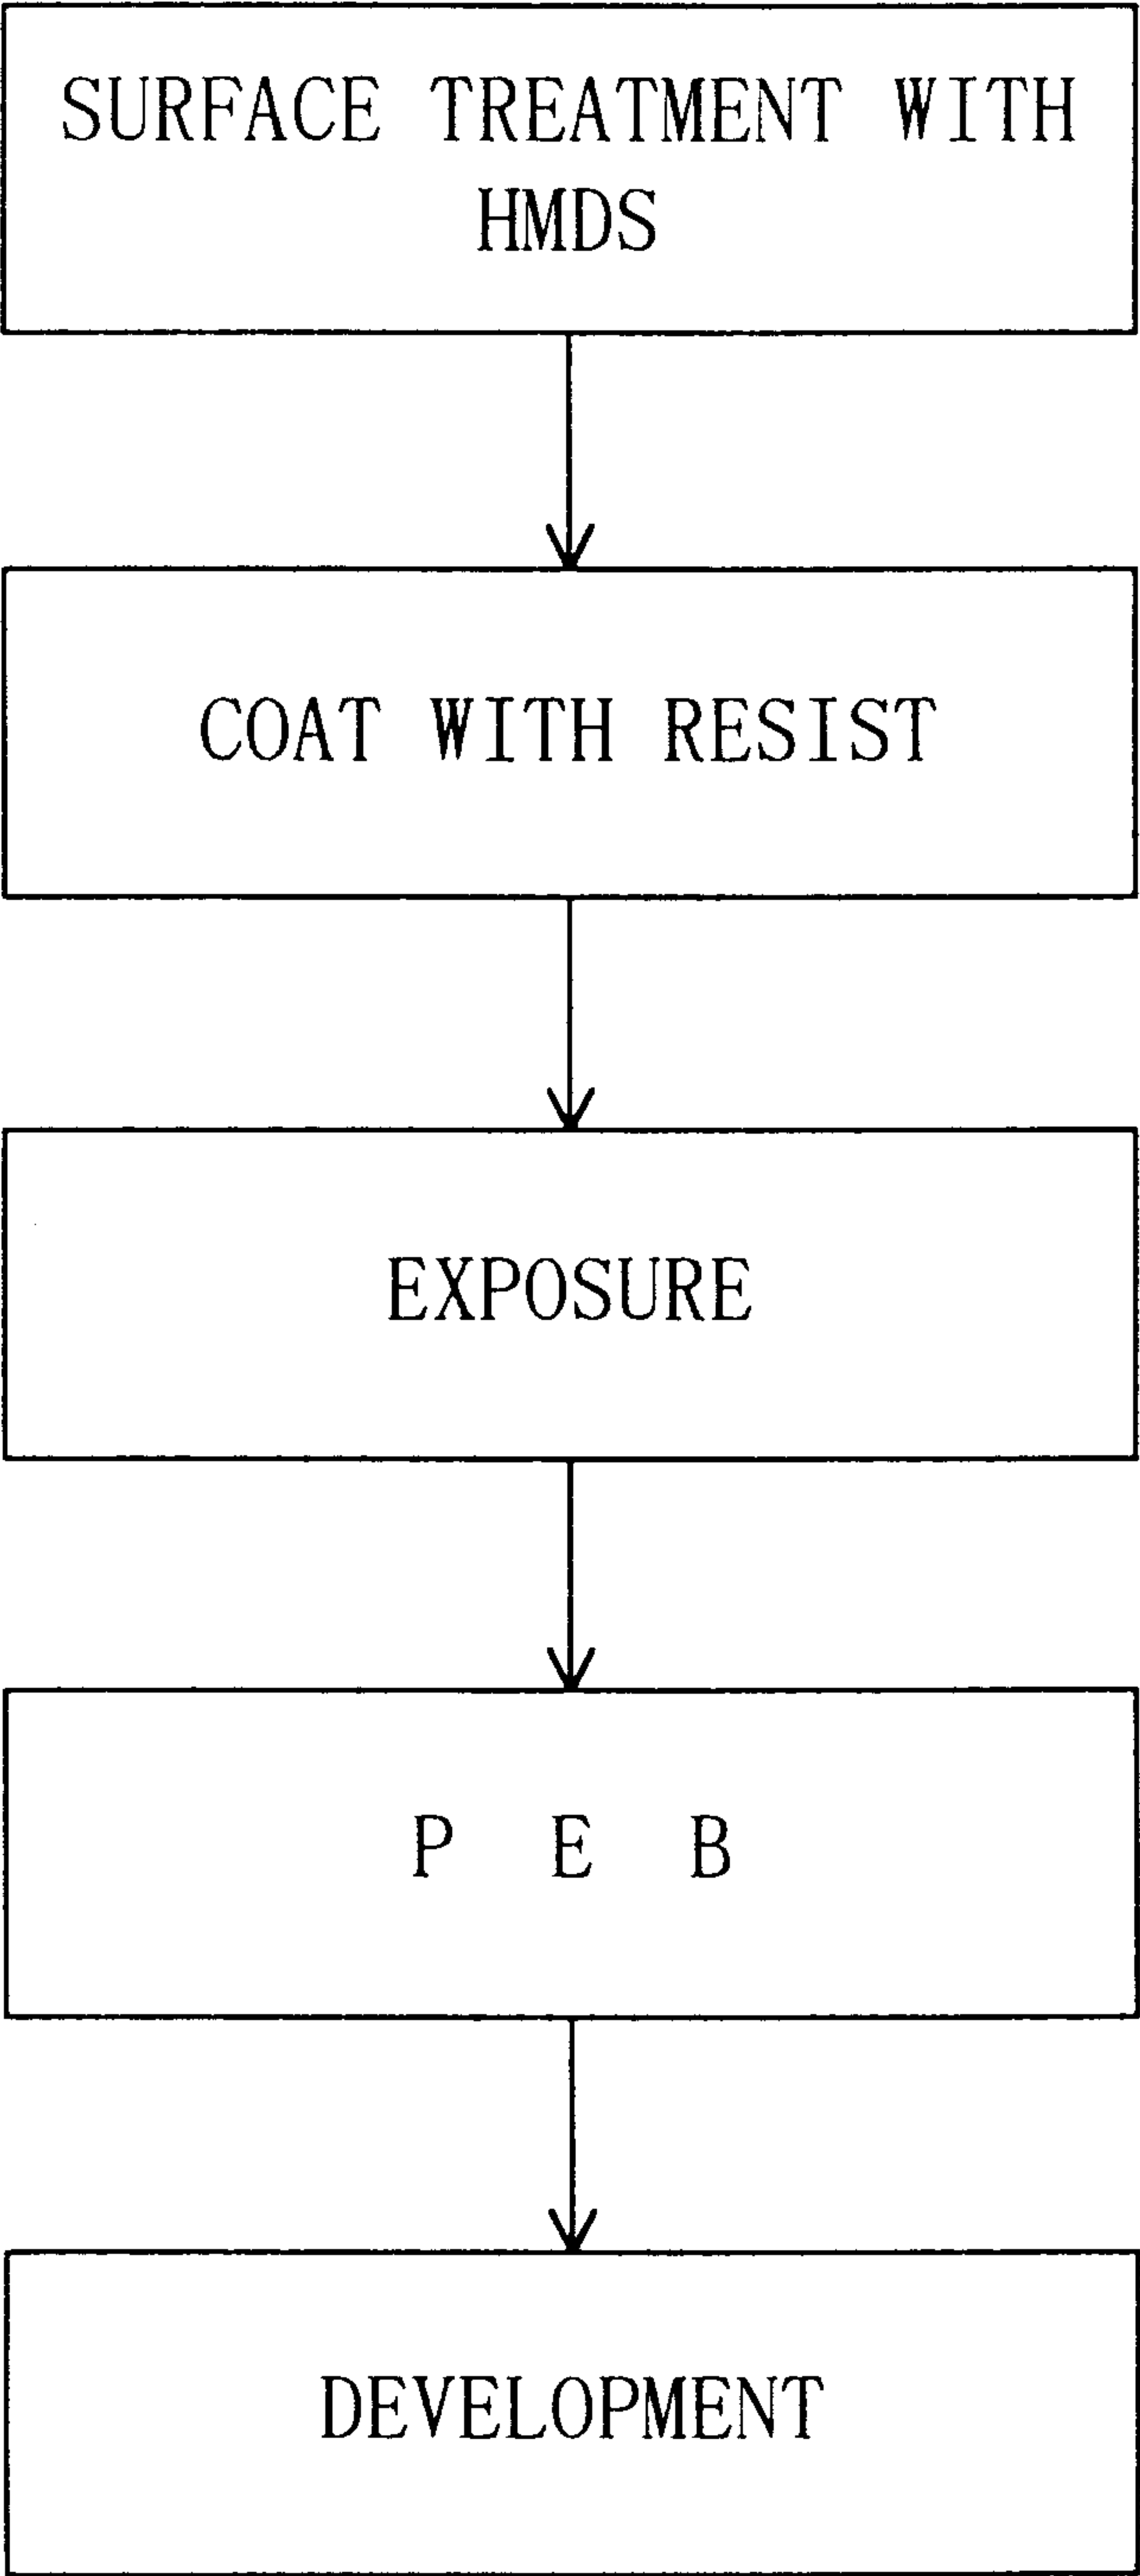 SURFACE TREATMENT WITH
HMDS
COAT WITH RESIST
EXPOSURE
P E B
DEVELOPMENT